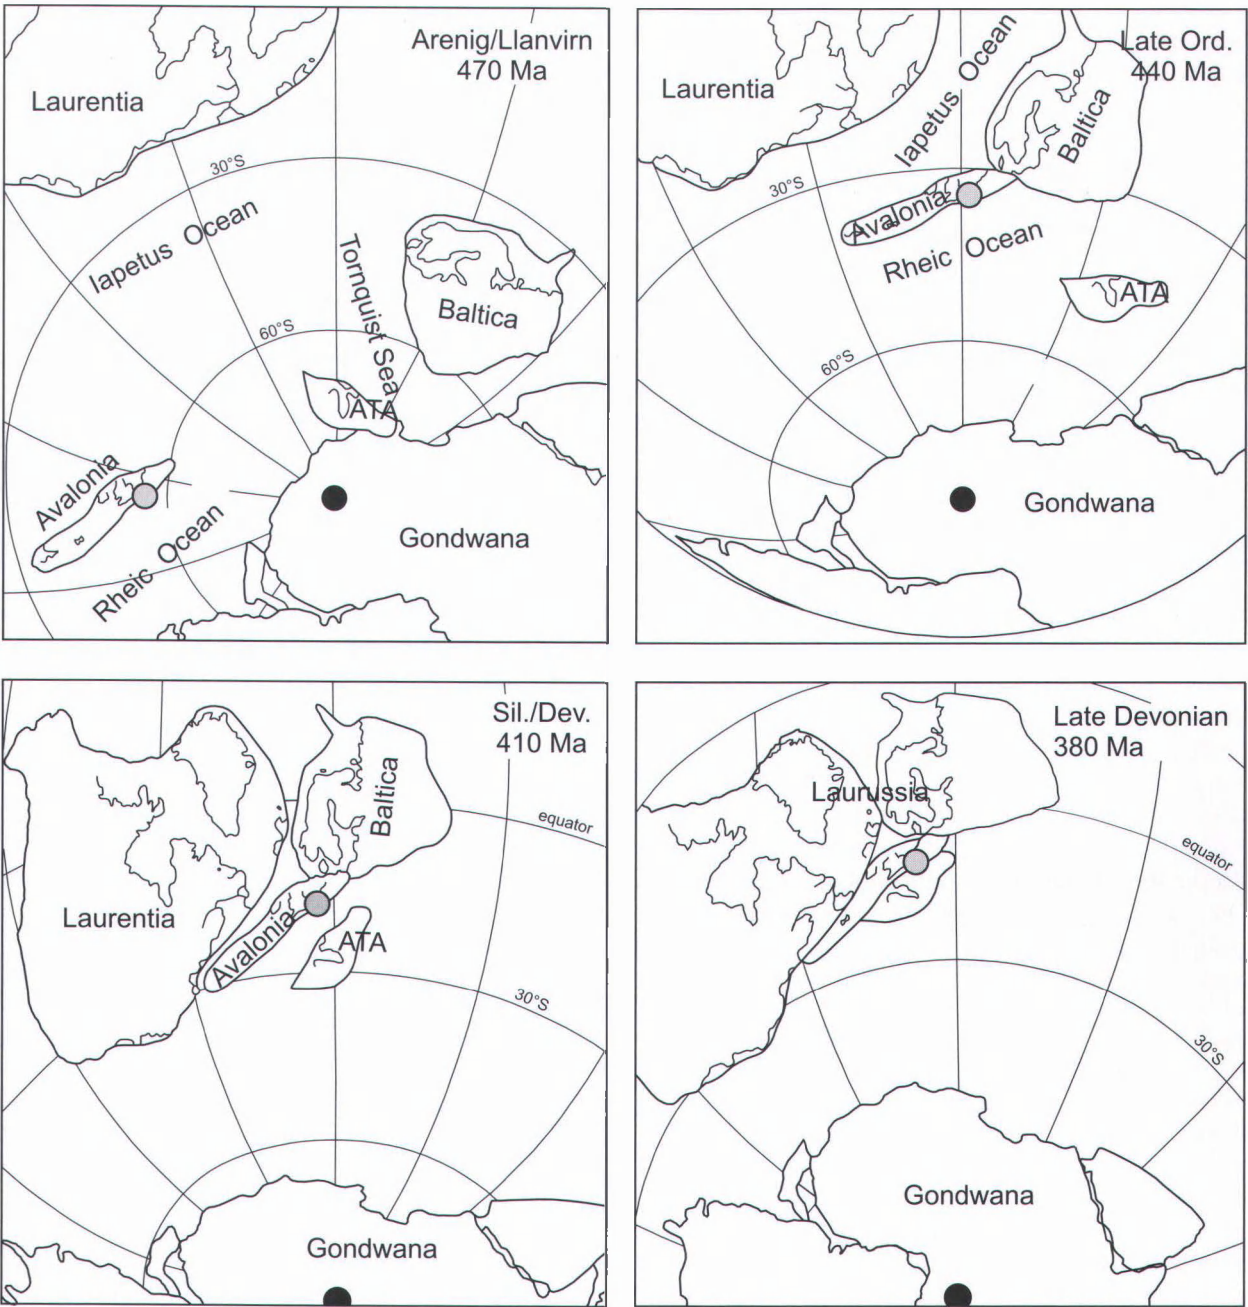 Arenig/Llanvirn
470 Ma
Laurentia
30°S
Iapetus Ocean
Tornquist Sea
Baltica
60°S
ATA
Avalonia
Rheic Ocean
Gondwana
Late Ord.
440 Ma
Laurentia
Iapetus Ocean
Baltica
30°S
Avalonia
Rheic Ocean
ATA
60°S
Gondwana
Sil./Dev.
410 Ma
Baltica
equator
Laurentia
Avalonia
ATA
30°S
Gondwana
Late Devonian
380 Ma
Laurussia
equator
30°S
Gondwana